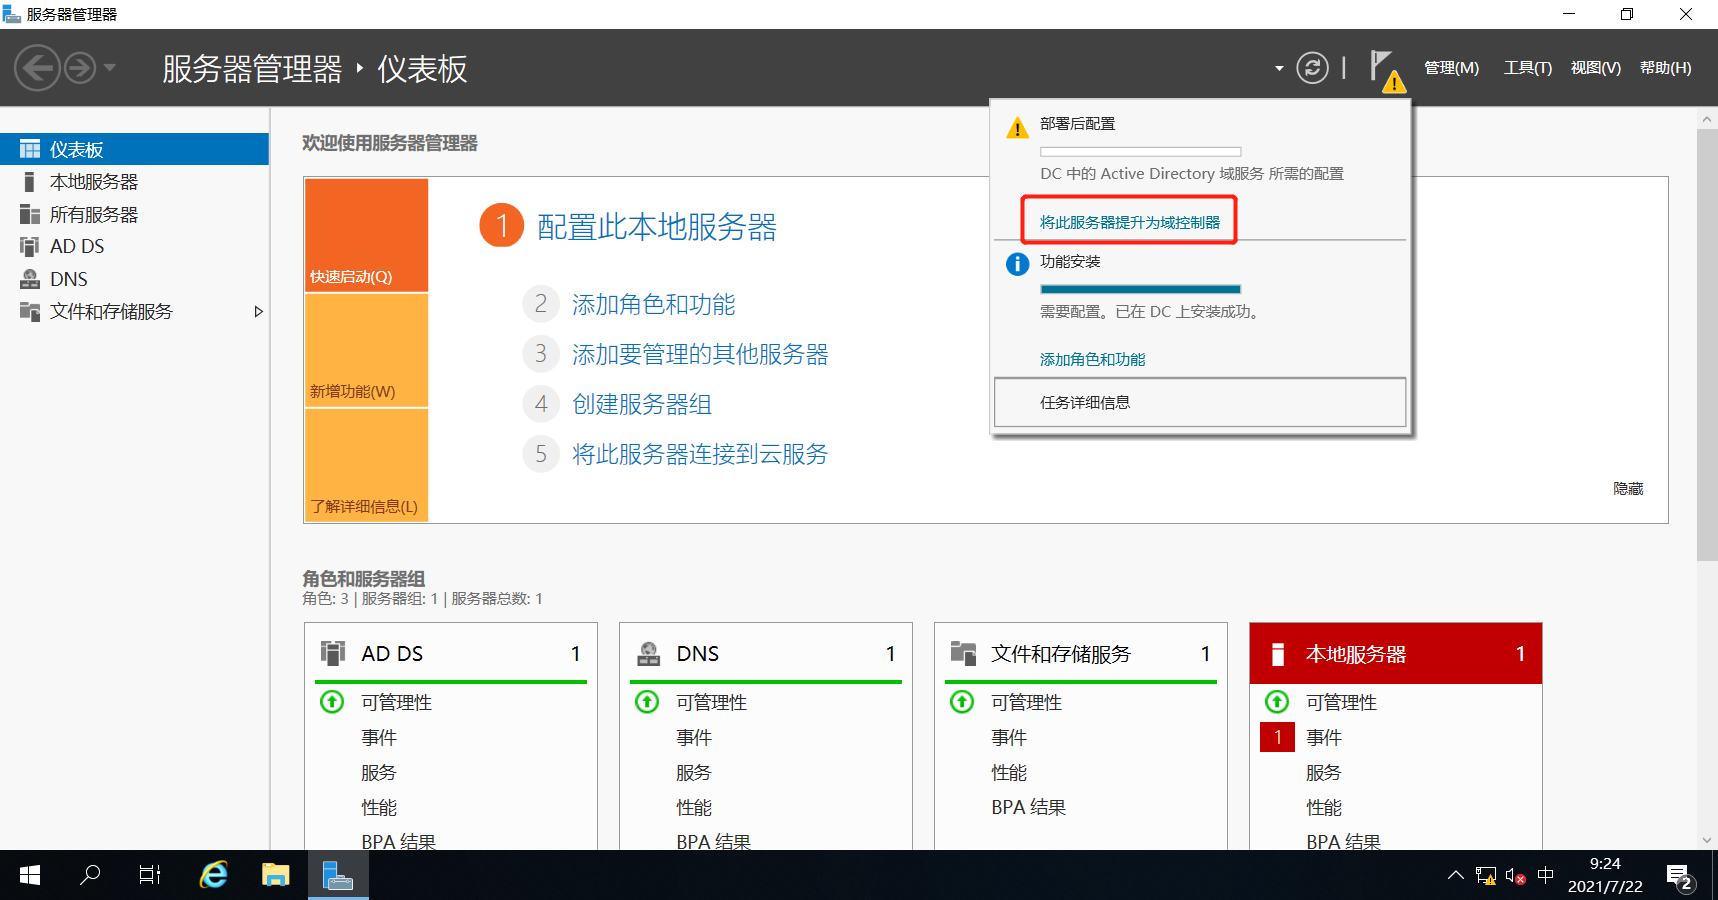 服务器管理器
服务器管理器 · 仪表板
管理(M) 工具(T) 视图(V) 帮助(H)
仪表板
本地服务器
所有服务器
AD DS
DNS
文件和存储服务
欢迎使用服务器管理器
快速启动(Q)
新增功能(W)
了解详细信息(L)
1 配置此本地服务器
2 添加角色和功能
3 添加要管理的其他服务器
4 创建服务器组
5 将此服务器连接到云服务
隐藏
部署后配置
DC 中的 Active Directory 域服务 所需的配置
将此服务器提升为域控制器
功能安装
需要配置。已在 DC 上安装成功。
添加角色和功能
任务详细信息
角色和服务器组
角色: 3 | 服务器组: 1 | 服务器总数: 1
AD DS 1
可管理性
事件
服务
性能
BPA 结果
DNS 1
可管理性
事件
服务
性能
BPA 结果
文件和存储服务 1
可管理性
事件
性能
BPA 结果
本地服务器 1
可管理性
1 事件
服务
性能
BPA 结果
中
9:24
2021/7/22
2